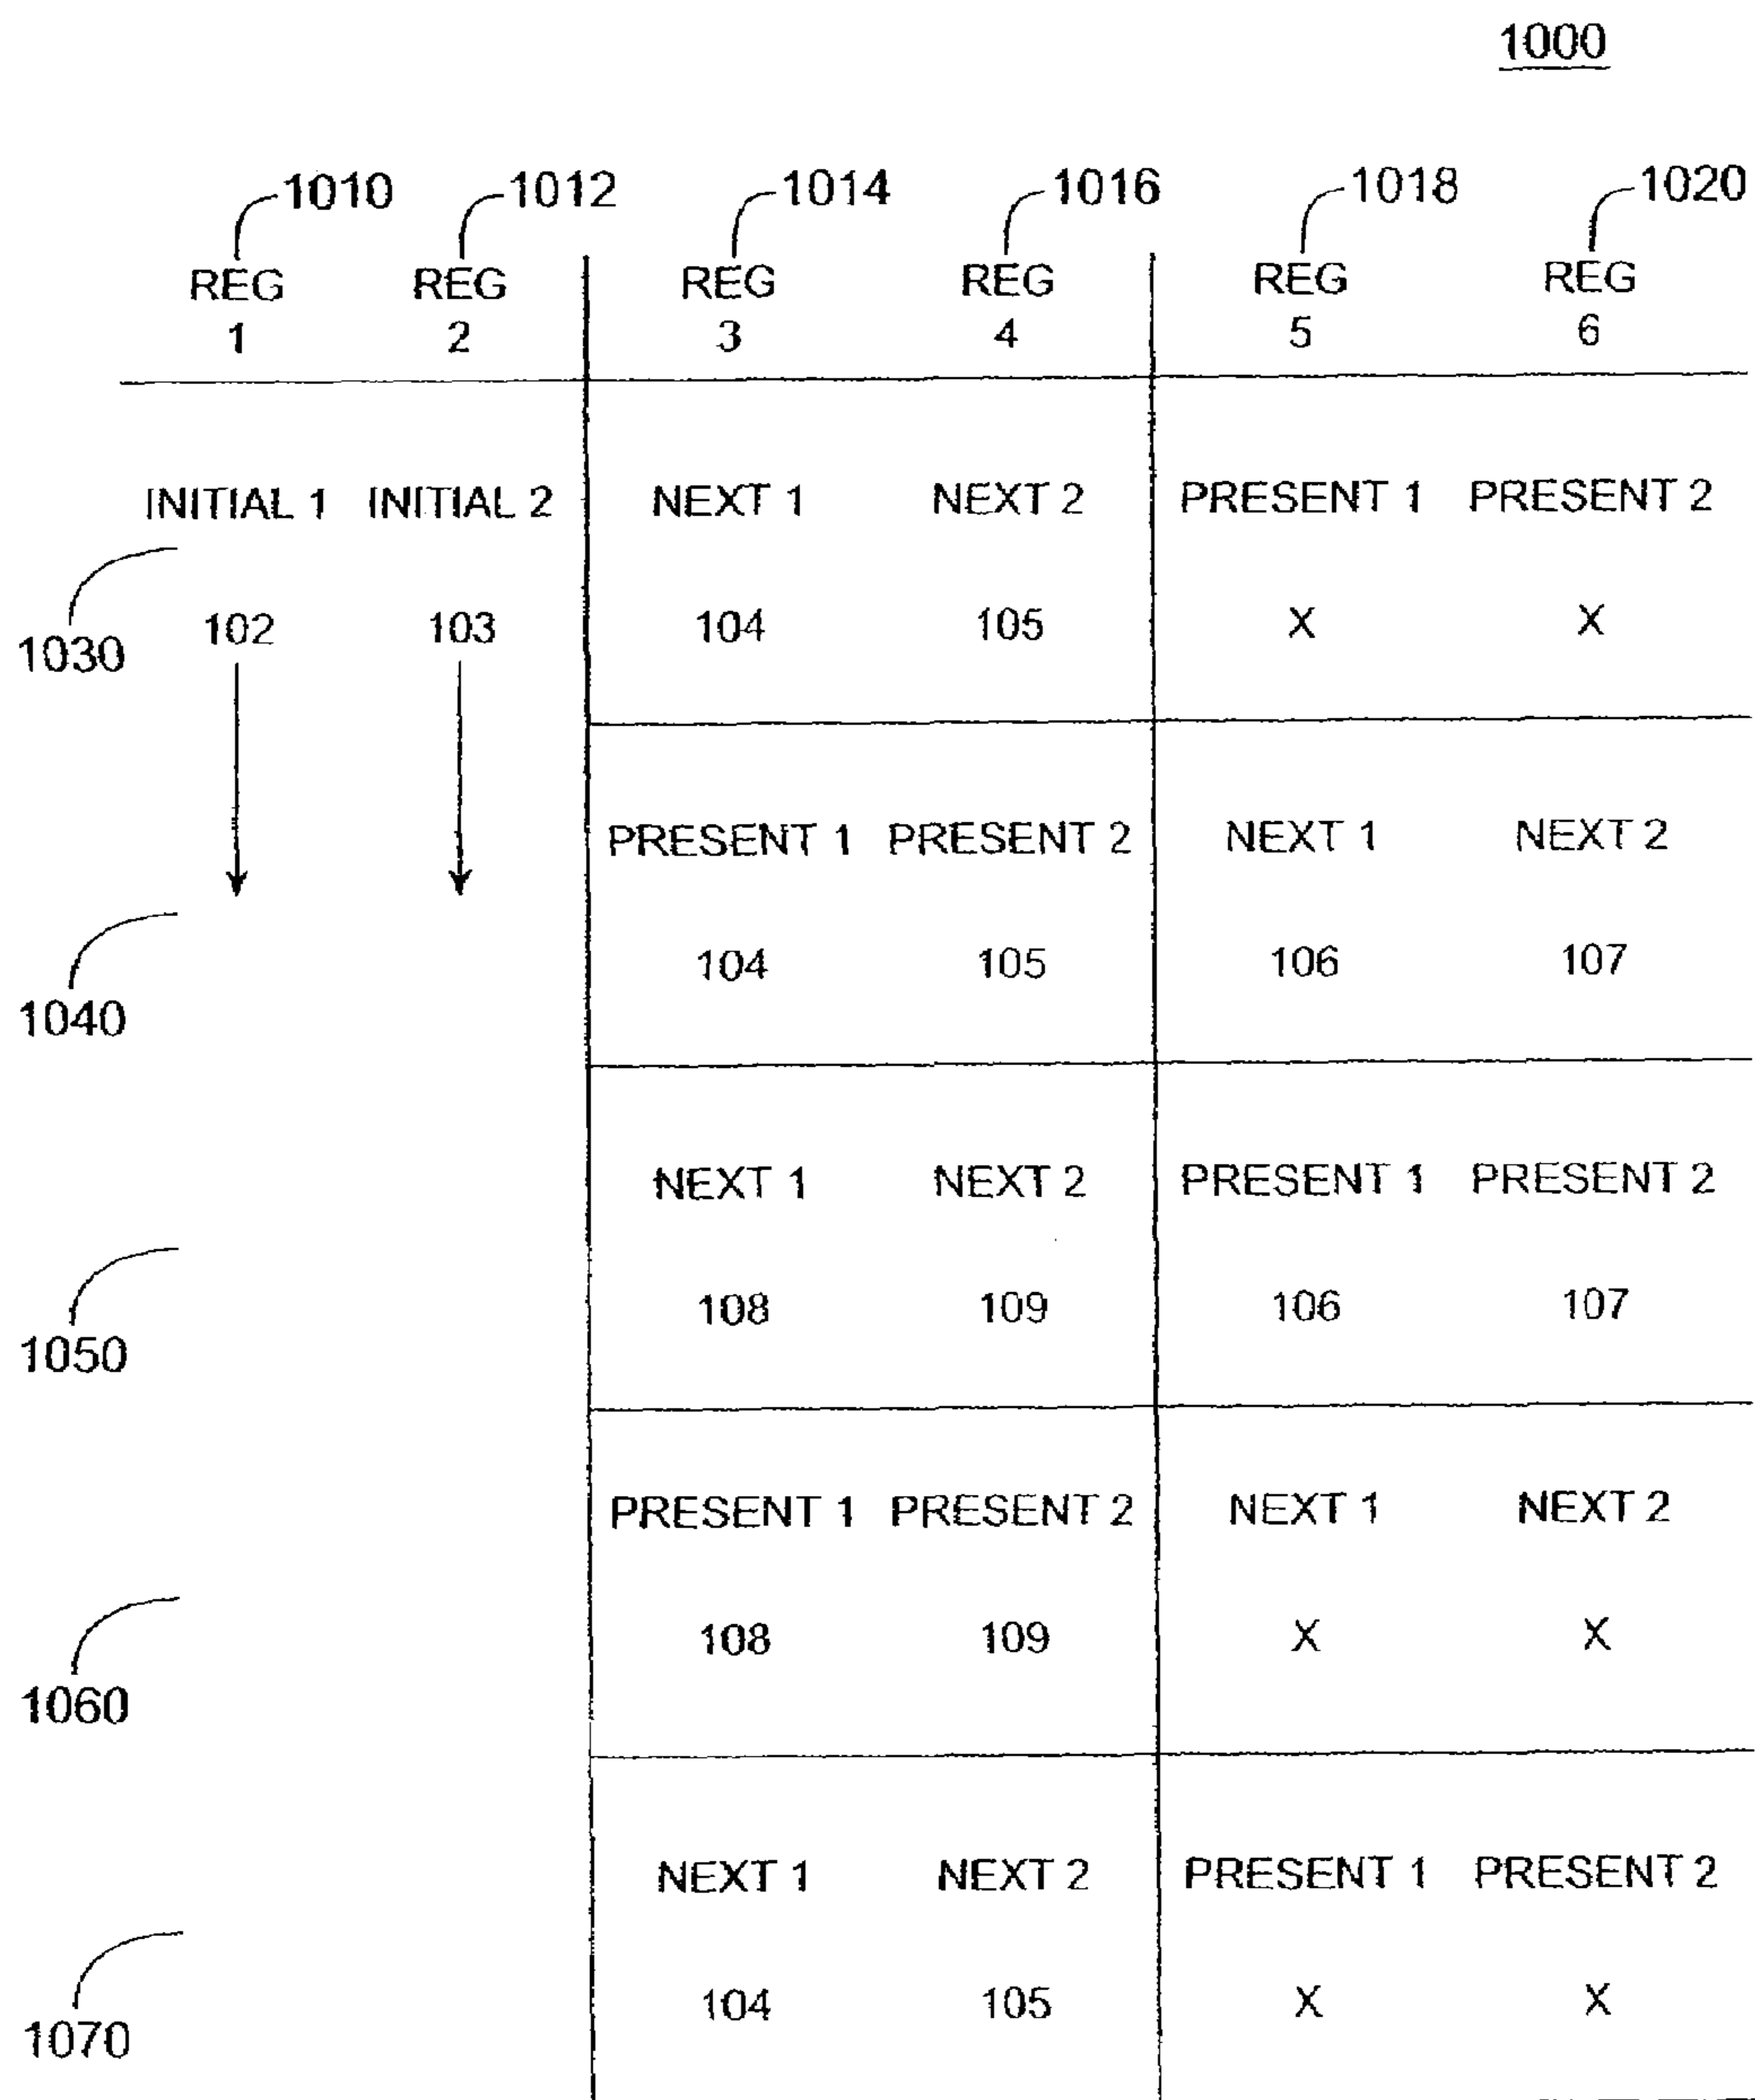 1000
1010 1012 1014 1016 1018 1020
REG REG REG REG REG REG
1 2 3 4 5 6
INITIAL 1 INITIAL 2 NEXT 1 NEXT 2 PRESENT 1 PRESENT 2
1030 102 103 104 105 X X
PRESENT 1 PRESENT 2 NEXT 1 NEXT 2
1040 104 105 106 107
NEXT 1 NEXT 2 PRESENT 1 PRESENT 2
1050 108 109 106 107
PRESENT 1 PRESENT 2 NEXT 1 NEXT 2
1060 108 109 X X
NEXT 1 NEXT 2 PRESENT 1 PRESENT 2
1070 104 105 X X